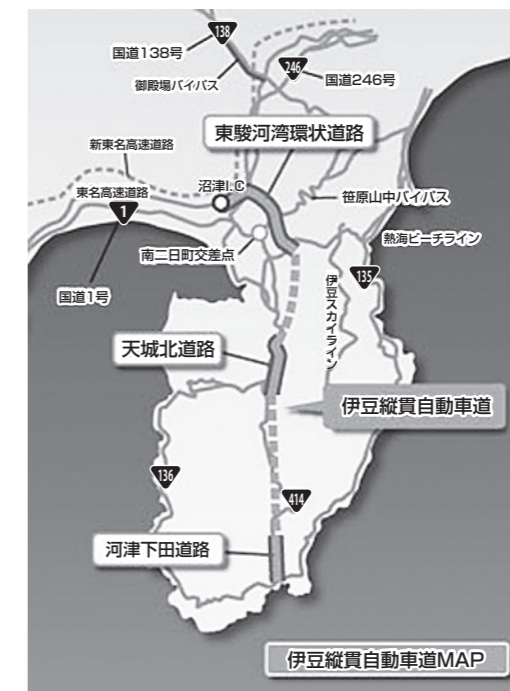 138
国道138号
246
国道246号
御殿場バイパス
東駿河湾環状道路
新東名高速道路
沼津I.C
東名高速道路
笹原山中バイパス
1
熱海ビーチライン
南二日町交差点
135
国道1号
伊豆スカイライン
天城北道路
伊豆縦貫自動車道
136
414
河津下田道路
伊豆縦貫自動車道MAP